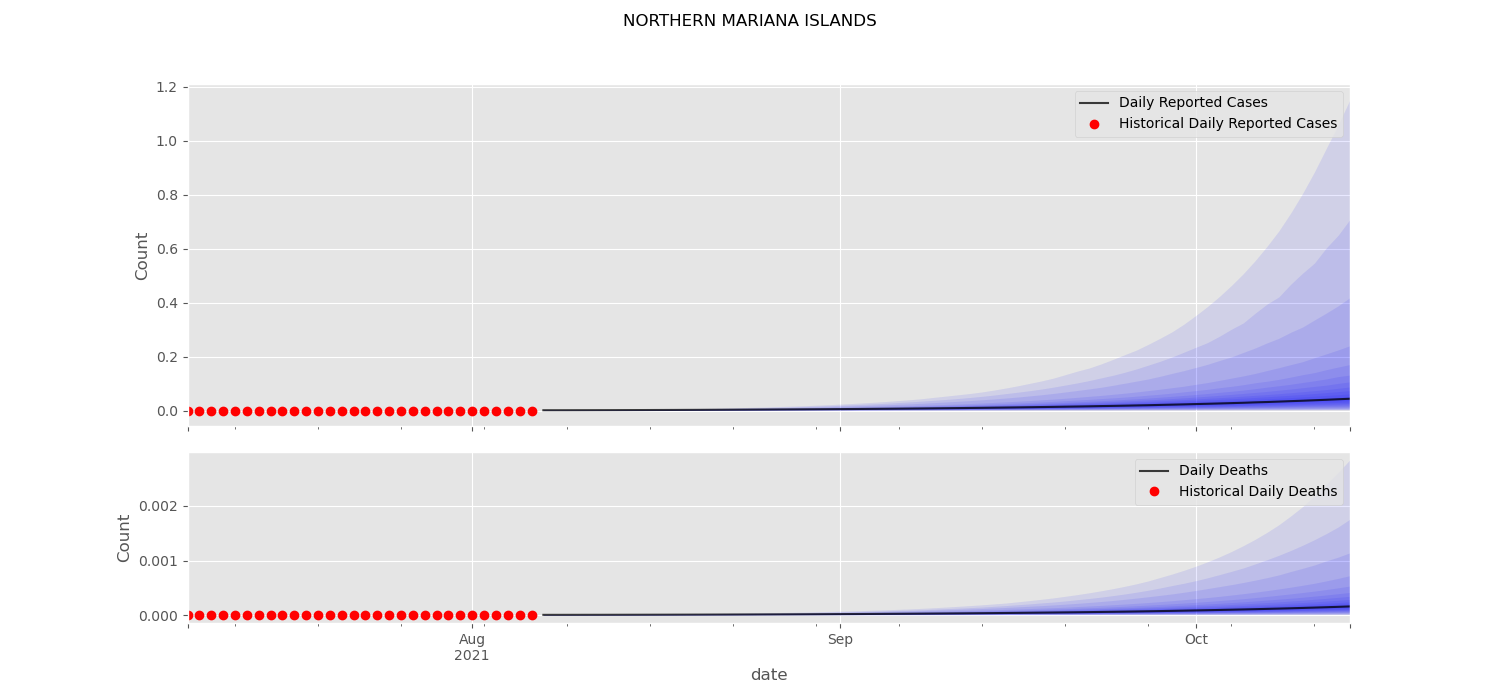 NORTHERN MARIANA ISLANDS
1.2
1.0
0.8
0.6
0.4
0.2
0.0
Count
Daily Reported Cases
Historical Daily Reported Cases
0.002
0.001
0.000
Count
Daily Deaths
Historical Daily Deaths
Aug
2021
Sep
Oct
date